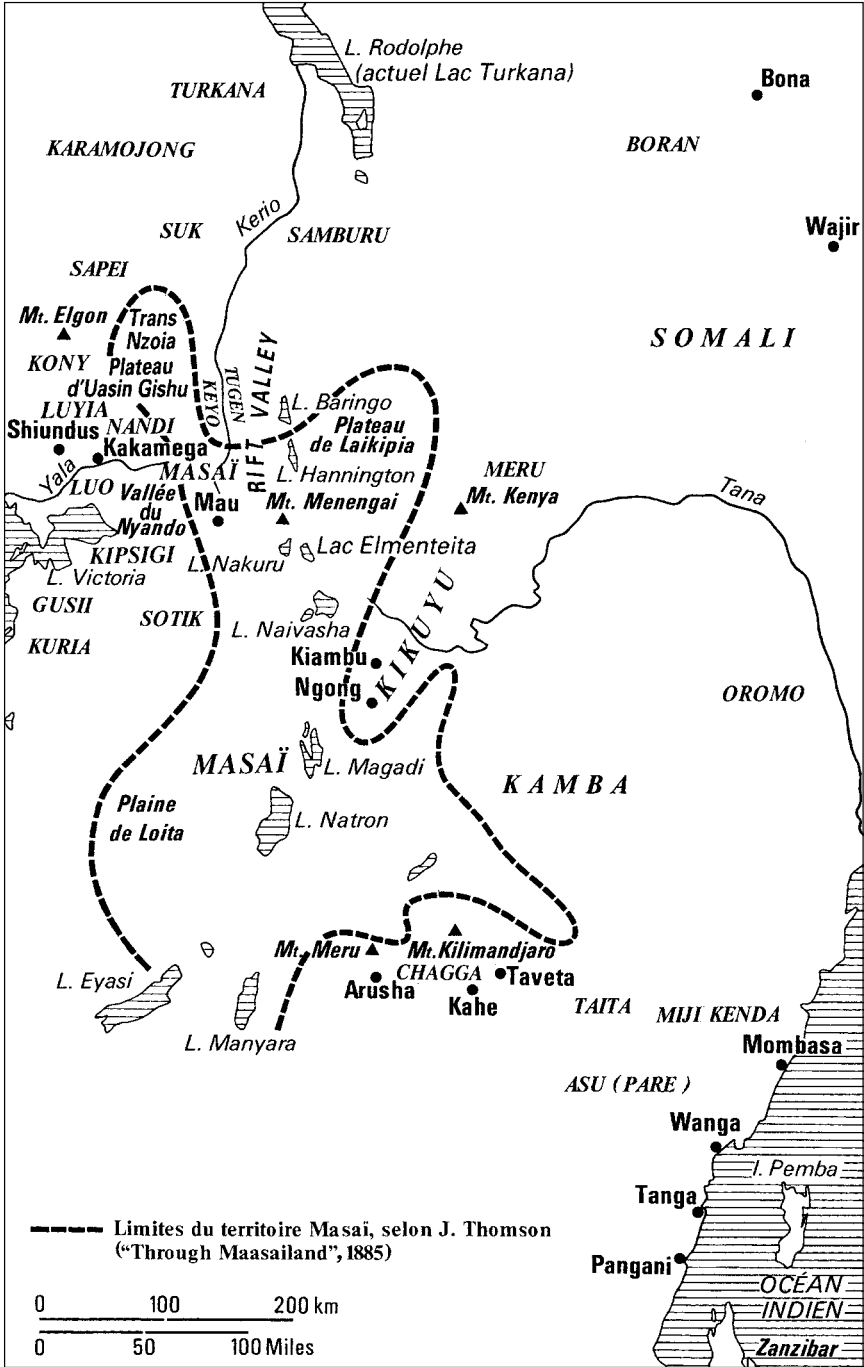 L. Rodolphe
(actuel Lac Turkana)
Bona
TURKANA
BORAN
KARAMOJONG
Kerio
SUK
SAMBURU
Wajir
SAPEI
Mt. Elgon
Trans
Nzoia
SOMALI
KONY
Plateau
d'Uasin Gishu
KEYO
TUGEN
RIFT VALLEY
L. Baringo
LUYIA
NANDI
Plateau
de Laikipia
Shiundus
Kakamega
Yala
MASAÏ
L. Hannington
MERU
LUO
Vallée
du
Nyando
Mau
Mt. Menengai
Mt. Kenya
Tana
KIPSIGI
L. Nakuru
Lac Elmenteita
L. Victoria
GUSII
SOTIK
L. Naivasha
KURIA
Kiambu
KIKUYU
Ngong
OROMO
MASAÏ
L. Magadi
KAMBA
Plaine
de Loita
L. Natron
Mt. Meru
Mt. Kilimandjaro
L. Eyasi
CHAGGA
Taveta
Arusha
Kahe
TAITA
MIJI KENDA
L. Manyara
Mombasa
ASU (PARE)
Wanga
I. Pemba
Tanga
Limites du territoire Masaï, selon J. Thomson
("Through Maasailand", 1885)
Pangani
OCÉAN
INDIEN
0 100 200 km
0 50 100 Miles
Zanzibar